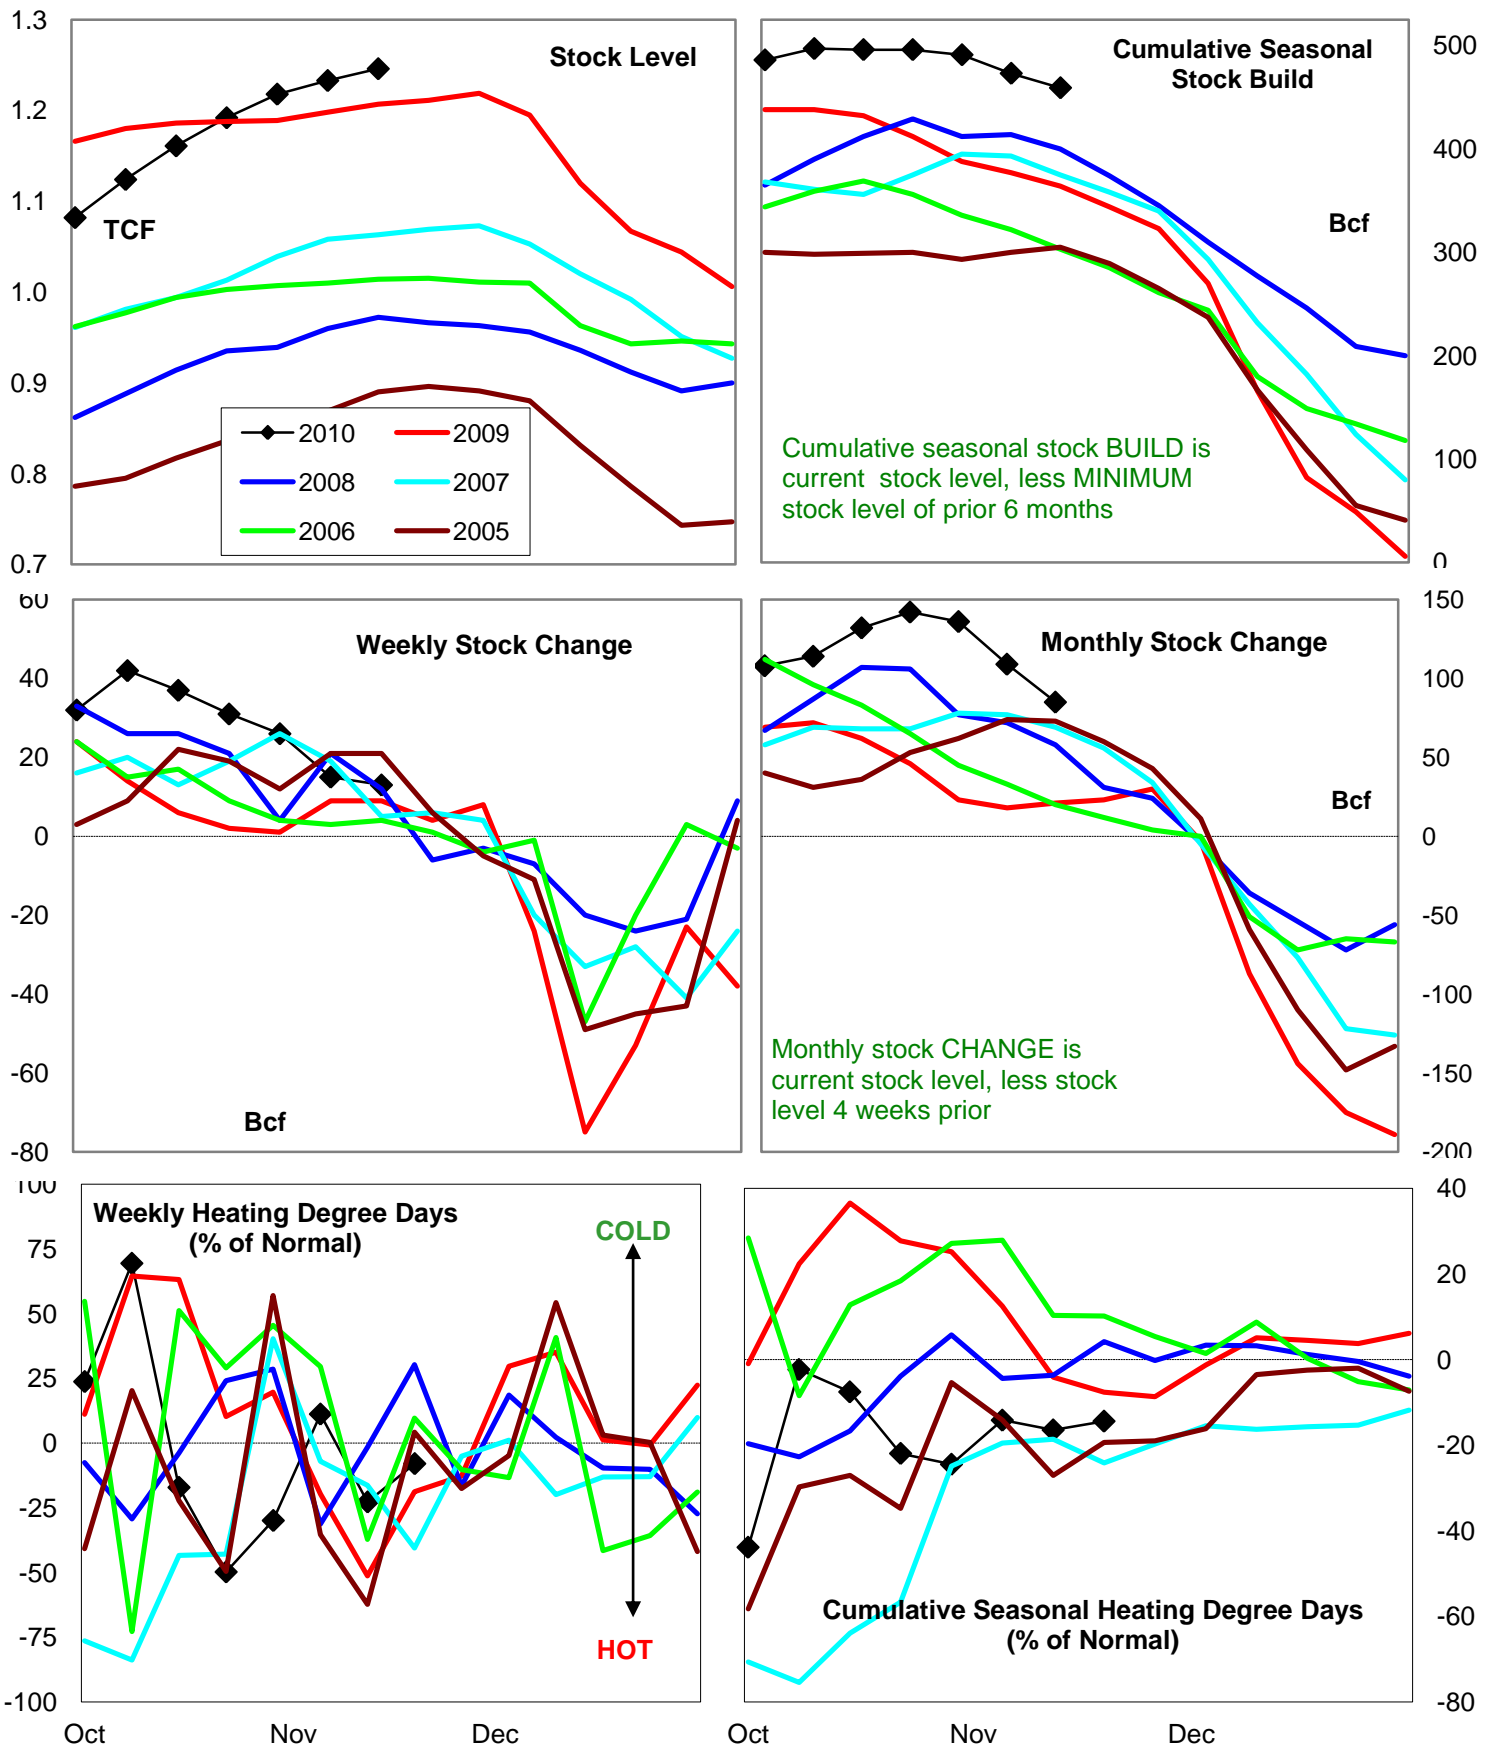 1.3
1.2
1.1
1.0
0.9
0.8
0.7
Stock Level
TCF
2010
2009
2008
2007
2006
2005
Cumulative Seasonal
Stock Build
Bcf
Cumulative seasonal stock BUILD is
current stock level, less MINIMUM
stock level of prior 6 months
500
400
300
200
100
0
60
40
20
0
-20
-40
-60
-80
Weekly Stock Change
Bcf
Monthly Stock Change
Bcf
Monthly stock CHANGE is
current stock level, less stock
level 4 weeks prior
150
100
50
0
-50
-100
-150
-200
100
75
50
25
0
-25
-50
-75
-100
Weekly Heating Degree Days
(% of Normal)
COLD
HOT
Oct
Nov
Dec
Cumulative Seasonal Heating Degree Days
(% of Normal)
40
20
0
-20
-40
-60
-80
Oct
Nov
Dec